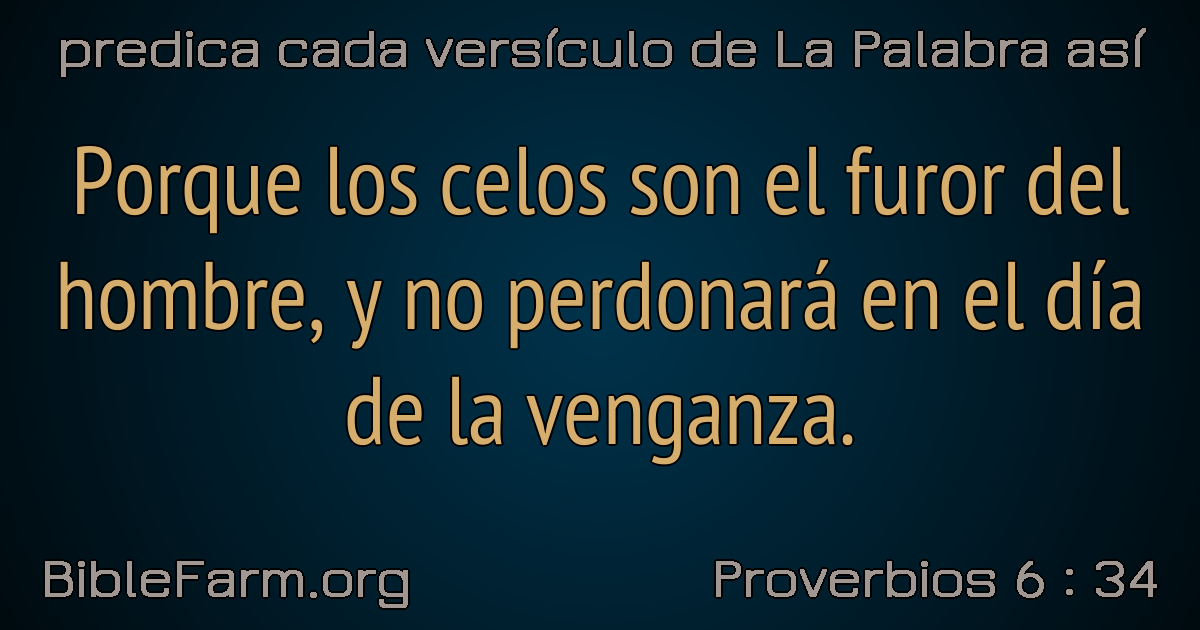 predica cada versículo de La Palabra así
Porque los celos son el furor del
hombre, y no perdonará en el día
de la venganza.
BibleFarm.org
Proverbios 6 : 34